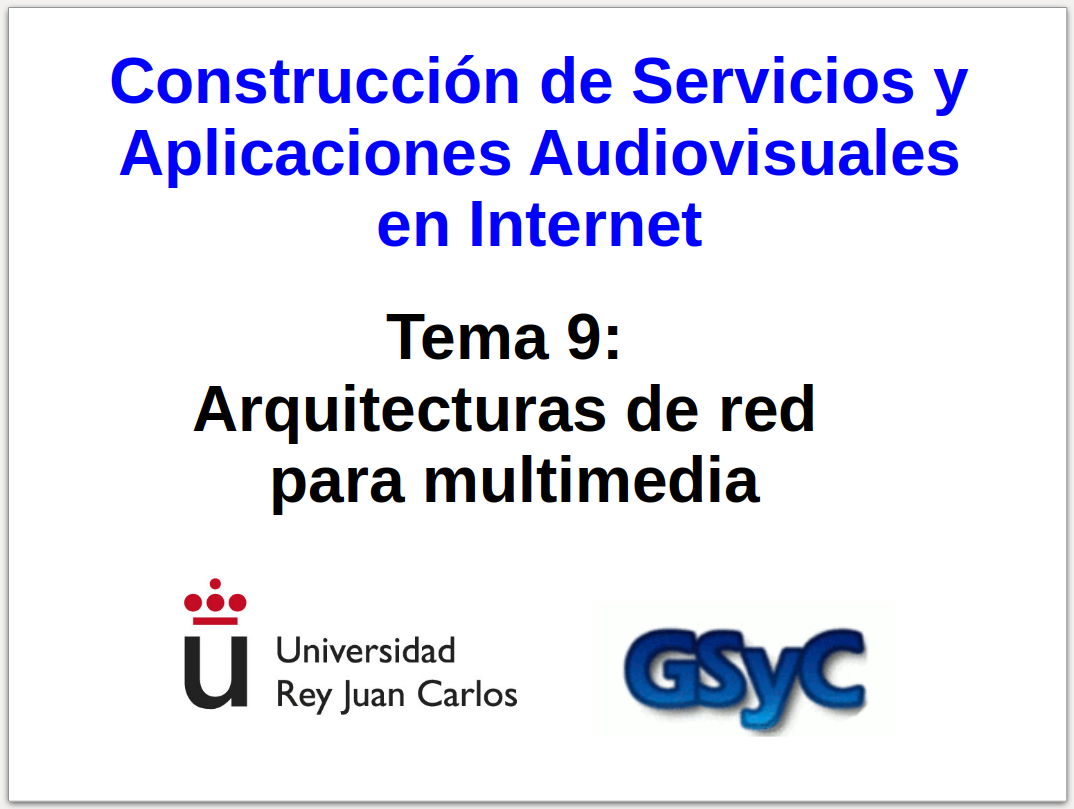 Construcción de Servicios y
Aplicaciones Audiovisuales
en Internet
Tema 9:
Arquitecturas de red
para multimedia
u
Universidad
Rey Juan Carlos
GSyC